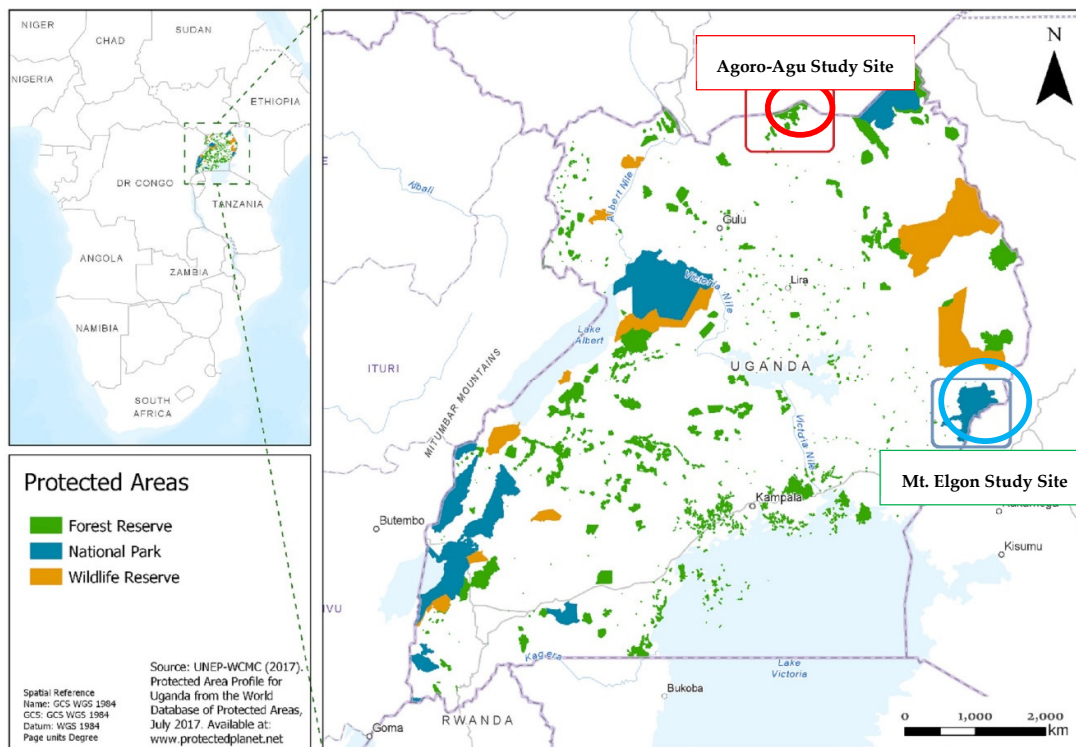 NIGER
CHAD
SUDAN
NIGERIA
ETHIOPIA
DR CONGO
TANZANIA
ANGOLA
ZAMBIA
NAMIBIA
SOUTH
AFRICA
Protected Areas
Forest Reserve
National Park
Wildlife Reserve
Spatial Reference
Name: GCS WGS 1984
GCS: GCS WGS 1984
Datum: WGS 1984
Page units Degree
Source: UNEP-WCMC (2017).
Protected Area Profile for
Uganda from the World
Database of Protected Areas,
July 2017. Available at:
www.protectedplanet.net
Agoro-Agu Study Site
N
Albert Nile
Gulu
Victoria
Nile
Lira
Lake
Albert
ITURI
MITUMBAR MOUNTAINS
UGANDA
Victoria
Nile
Mt. Elgon Study Site
Kampala
Butembo
Kisumu
Kagera
Lake
Victoria
Bukoba
RWANDA
Goma
0 1,000 2,000
km